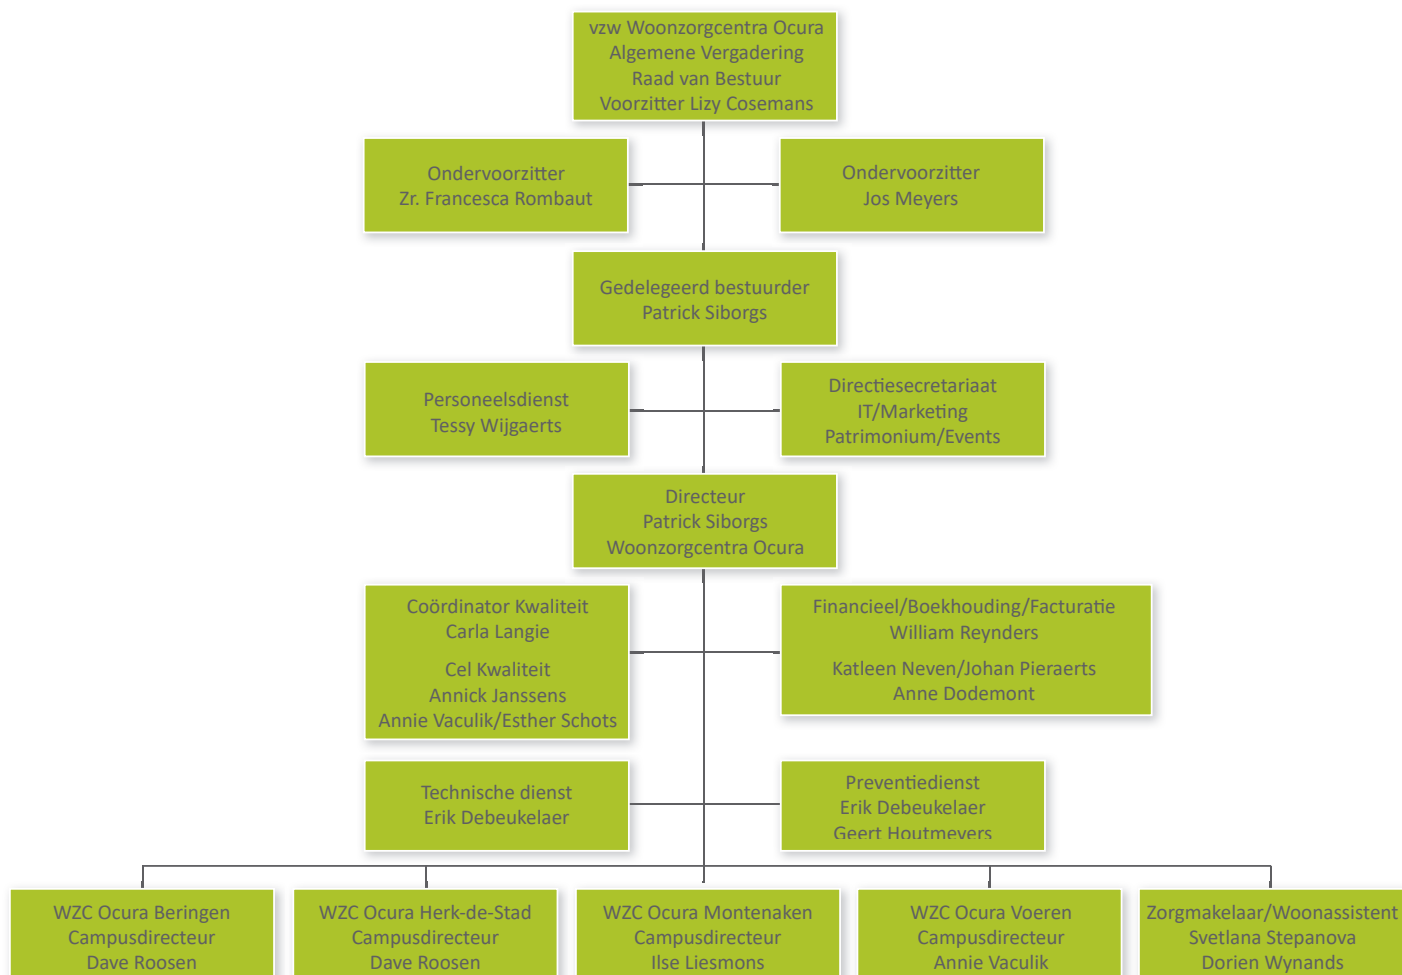 vzw Woonzorgcentra Ocura
Algemene Vergadering
Raad van Bestuur
Voorzitter Lizy Cosemans
Ondervoorzitter
Zr. Francesca Rombaut
Ondervoorzitter
Jos Meyers
Gedelegeerd bestuurder
Patrick Siborgs
Personeelsdienst
Tessy Wijgaerts
Directiesecretariaat
IT/Marketing
Patrimonium/Events
Directeur
Patrick Siborgs
Woonzorgcentra Ocura
Coördinator Kwaliteit
Carla Langie
Cel Kwaliteit
Annick Janssens
Annie Vaculik/Esther Schots
Financieel/Boekhouding/Facturatie
William Reynders
Katleen Neven/Johan Pieraerts
Anne Dodemont
Technische dienst
Erik Debeukelaer
Preventiedienst
Erik Debeukelaer
Geert Houtmeyers
WZC Ocura Beringen
Campusdirecteur
Dave Roosen
WZC Ocura Herk-de-Stad
Campusdirecteur
Dave Roosen
WZC Ocura Montenaken
Campusdirecteur
Ilse Liesmons
WZC Ocura Voeren
Campusdirecteur
Annie Vaculik
Zorgmakelaar/Woonassistent
Svetlana Stepanova
Dorien Wynands